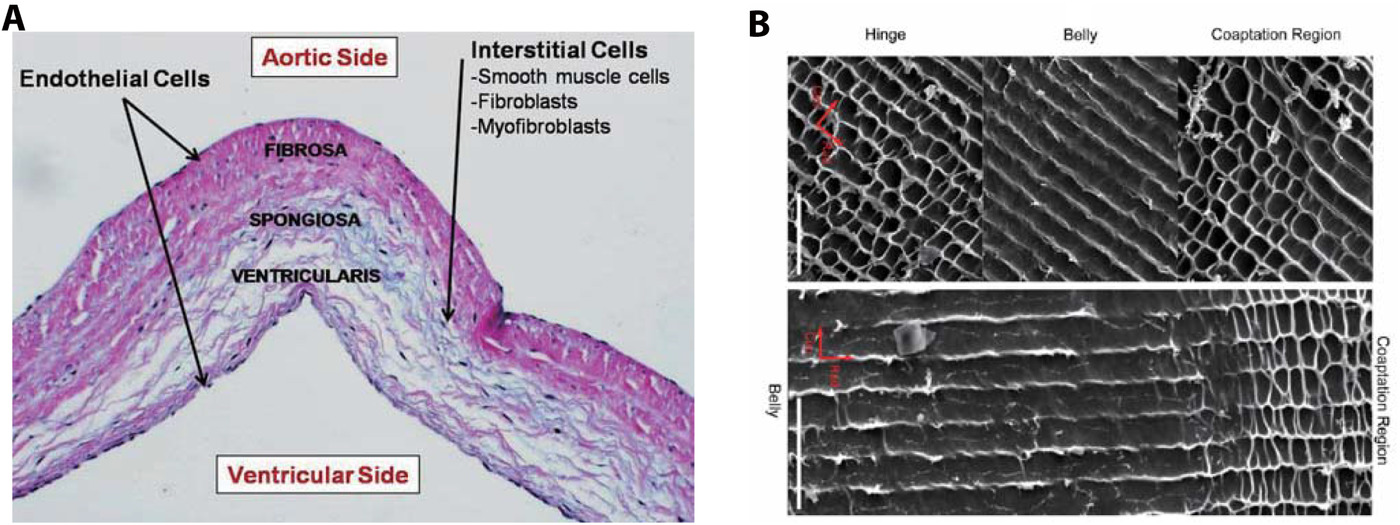 A
Aortic Side
Endothelial Cells
Interstitial Cells
-Smooth muscle cells
-Fibroblasts
-Myofibroblasts
FIBROSA
SPONGIOSA
VENTRICULARIS
Ventricular Side
B
Hinge
Belly
Coaptation Region
Belly
Coaptation Region